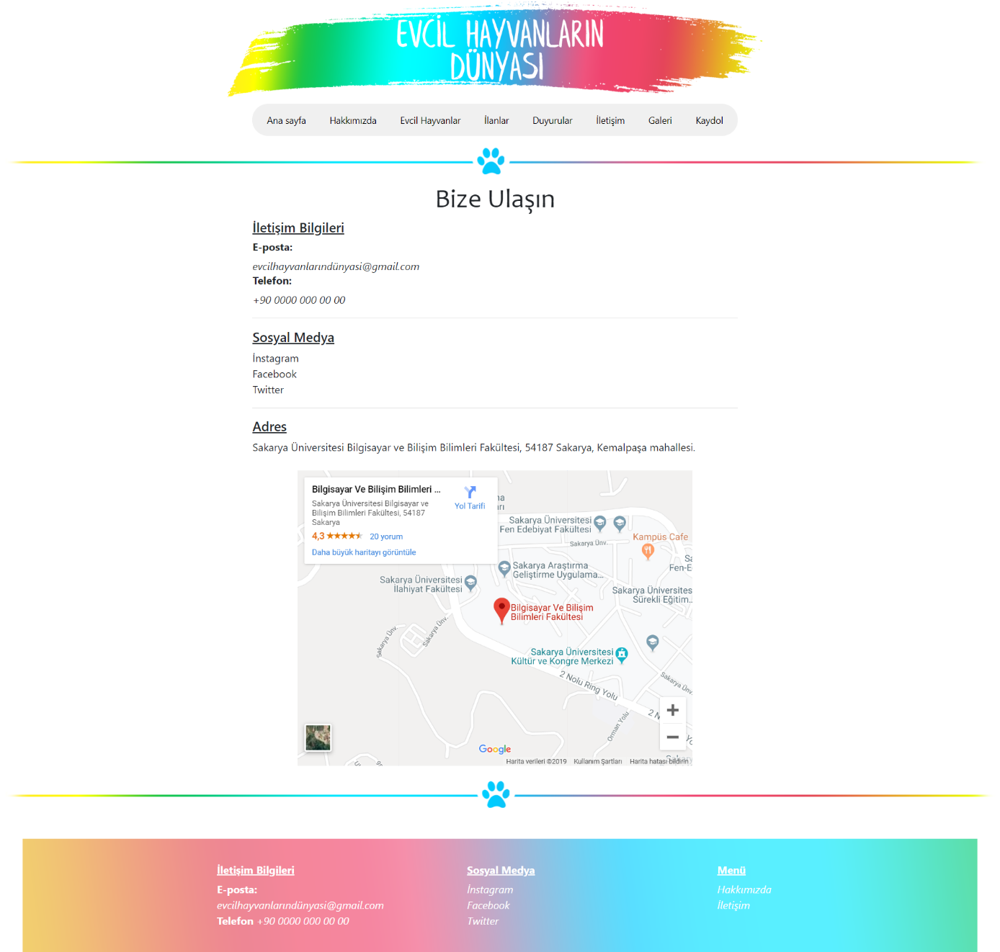 EVCİL HAYVANLARIN
DÜNYASI
Ana sayfa Hakkımızda Evcil Hayvanlar İlanlar Duyurular İletişim Galeri Kaydol
Bize Ulaşın
İletişim Bilgileri
E-posta:
evcilhayvanlarındünyasi@gmail.com
Telefon:
+90 0000 000 00 00
Sosyal Medya
İnstagram
Facebook
Twitter
Adres
Sakarya Üniversitesi Bilgisayar ve Bilişim Bilimleri Fakültesi, 54187 Sakarya, Kemalpaşa mahallesi.
Bilgisayar Ve Bilişim Bilimleri ...
Sakarya Üniversitesi Bilgisayar ve
Bilişim Bilimleri Fakültesi, 54187
Sakarya
4,3 20 yorum
Daha büyük haritayı görüntüle
Yol Tarifi
Sakarya Üniversitesi
Fen Edebiyat Fakültesi
Sakarya Ünv.
Kampüs Cafe
Fen-E
Sakarya Araştırma
Geliştirme Uygulama...
Sakarya Üniversitesi
İlahiyat Fakültesi
Sakarya Üniversites
Sürekli Eğitim...
Bilgisayar Ve Bilişim
Bilimleri Fakültesi
Sakarya Ünv.
Sakarya Ünv.
Sakarya Üniversitesi
Kültür ve Kongre Merkezi
2 Nolu Ring Yolu
Sakarya Ünv.
2 N
Orman Yolu
Google
Harita verileri ©2019 Kullanım Şartları Harita hatası bildirin
İletişim Bilgileri
E-posta:
evcilhayvanlarındünyasi@gmail.com
Telefon +90 0000 000 00 00
Sosyal Medya
İnstagram
Facebook
Twitter
Menü
Hakkımızda
İletişim